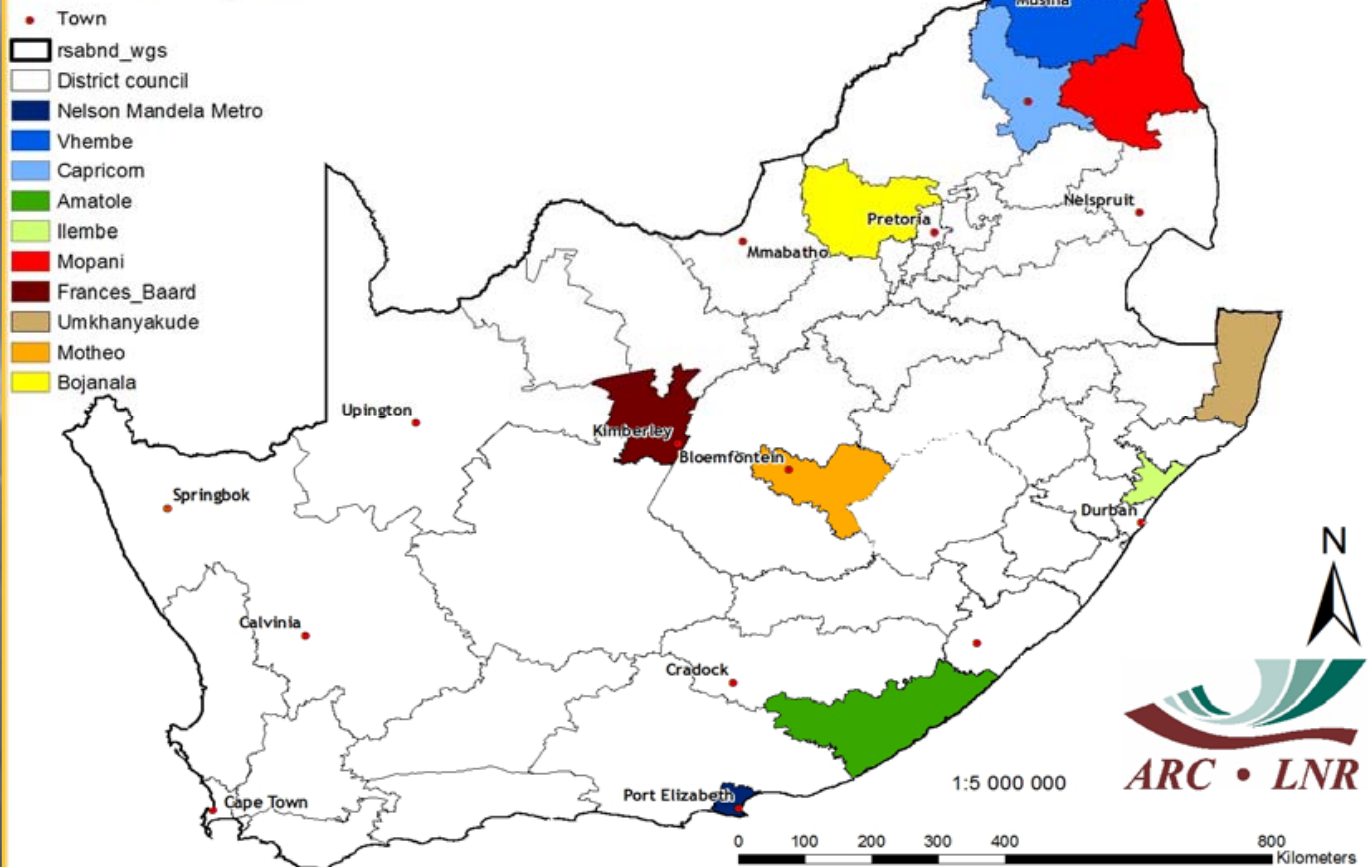 Town
rsabnd_wgs
District council
Nelson Mandela Metro
Vhembe
Capricorn
Amatole
Ilembe
Mopani
Frances_Baard
Umkhanyakude
Motheo
Bojanala
Musina
Nelspruit
Pretoria
Mmabatho
Upington
Kimberley
Bloemfontein
Springbok
Durban
N
Calvinia
Cradock
1:5 000 000
ARC • LNR
Port Elizabeth
Cape Town
0 100 200 300 400 800
Kilometers